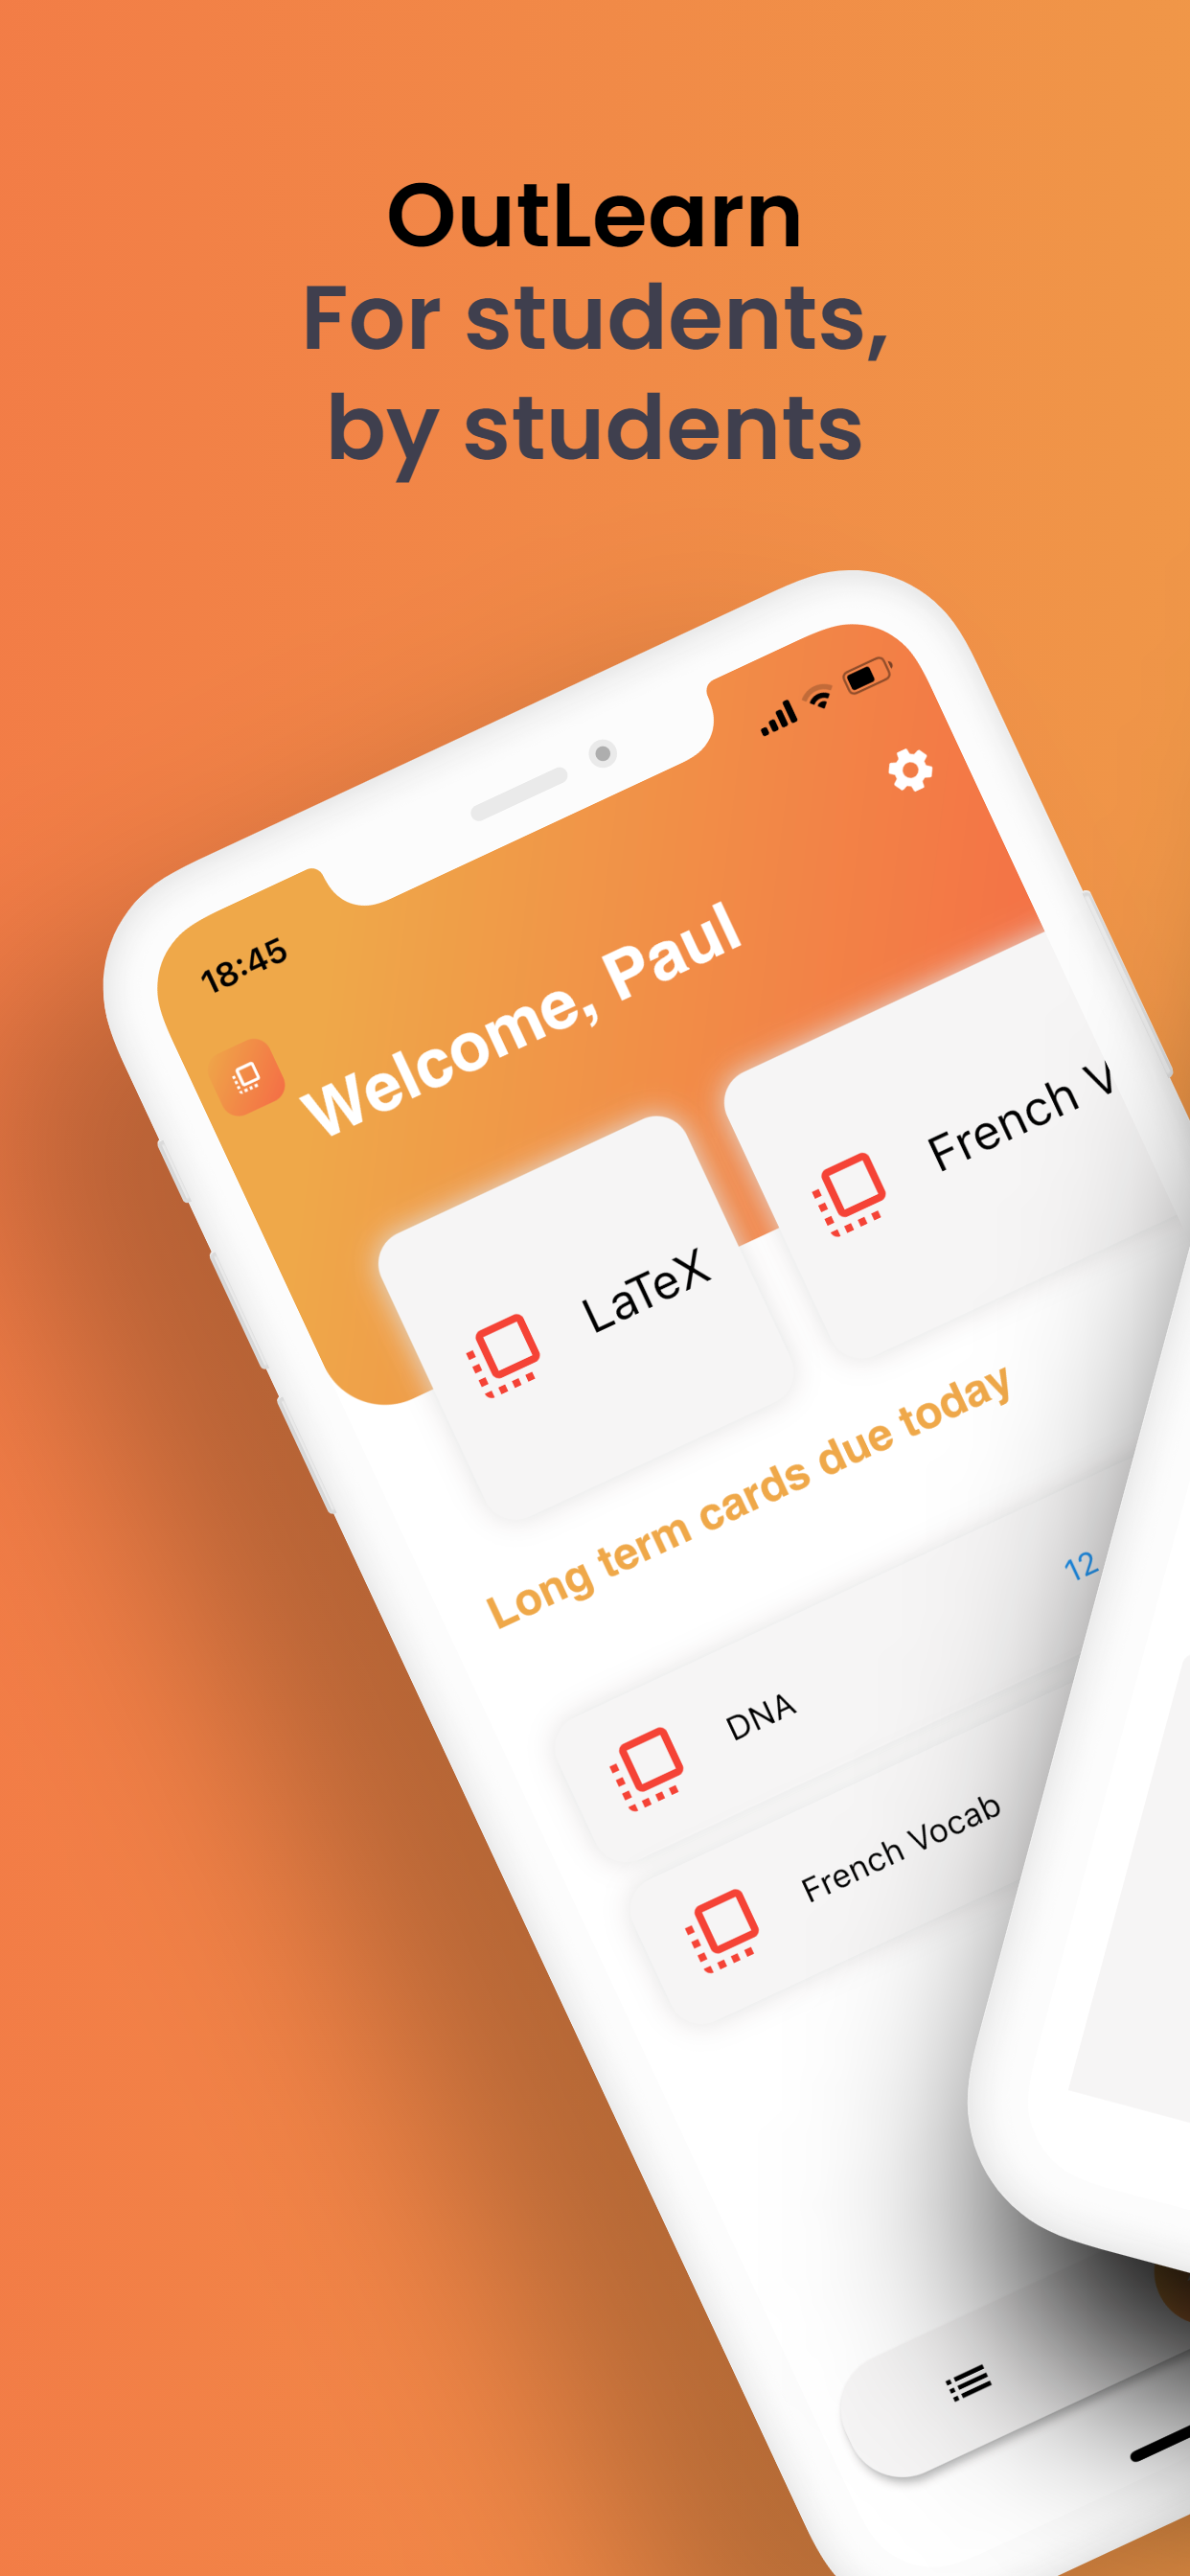 OutLearn
For students,
by students
18:45
Welcome, Paul
LaTeX
French V
Long term cards due today
DNA
12
French Vocab